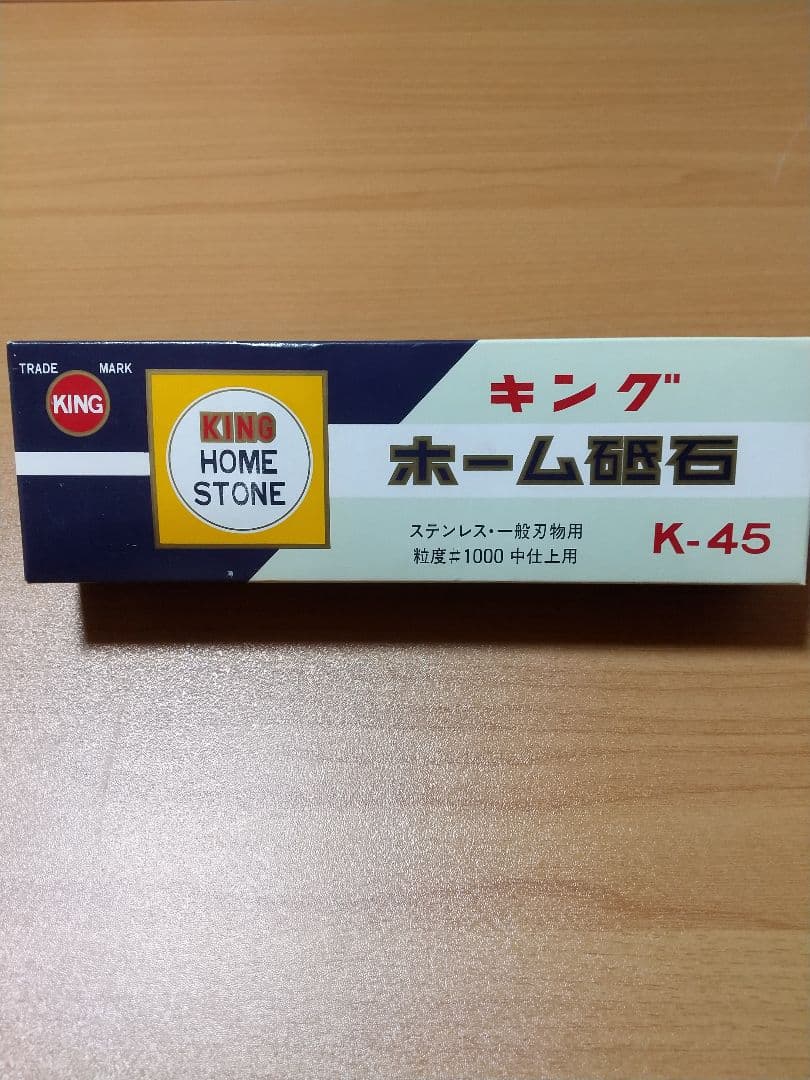 TRADE MARK
KING
KING
HOME
STONE
キング
ホーム砥石
ステンレス・一般刃物用
粒度#1000 中仕上用
K-45